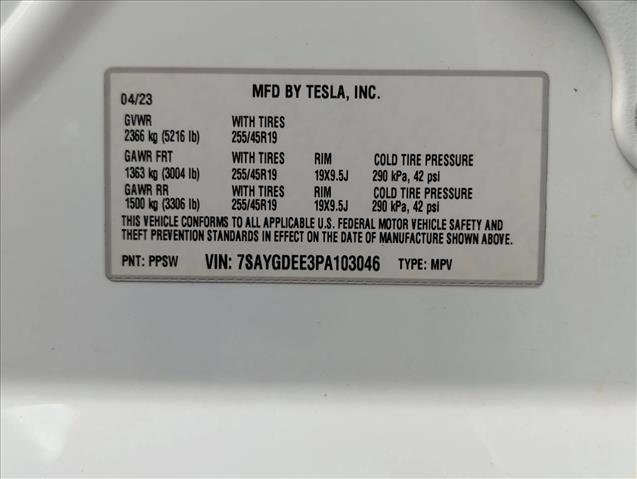 MFD BY TESLA, INC.
04/23
GVWR WITH TIRES
2366 kg (5216 lb) 255/45R19
GAWR FRT WITH TIRES RIM COLD TIRE PRESSURE
1363 kg (3004 lb) 255/45R19 19X9.5J 290 kPa, 42 psi
GAWR RR WITH TIRES RIM COLD TIRE PRESSURE
1500 kg (3306 lb) 255/45R19 19X9.5J 290 kPa, 42 psi
THIS VEHICLE CONFORMS TO ALL APPLICABLE U.S. FEDERAL MOTOR VEHICLE SAFETY AND
THEFT PREVENTION STANDARDS IN EFFECT ON THE DATE OF MANUFACTURE SHOWN ABOVE.
PNT: PPSW VIN: 7SAYGDEE3PA103046 TYPE: MPV